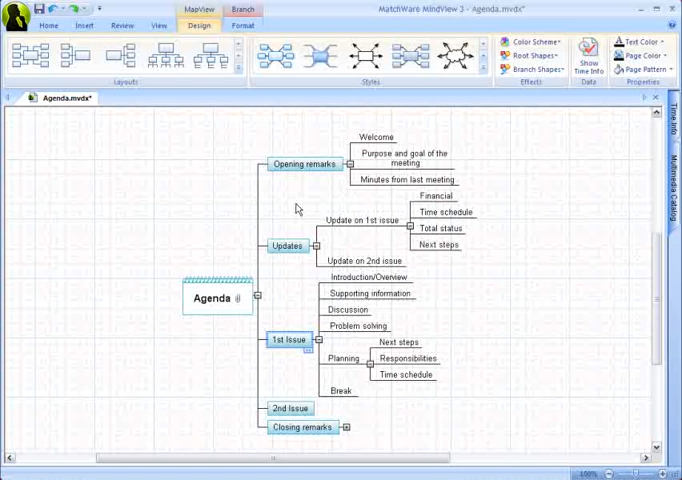 MapView Branch MatchWare MindView 3 - Agenda.mvdx*
Home Insert Review View Design Format
Color Scheme
Root Shapes
Branch Shapes
Effects
Show
Time Info
Data
Text Color
Page Color
Page Pattern
Properties
Layouts
Styles
Agenda.mvdx*
Time Info
Multimedia Catalog
Welcome
Opening remarks
Purpose and goal of the
meeting
Minutes from last meeting
Financial
Update on 1st issue
Time schedule
Total status
Updates
Next steps
Update on 2nd issue
Introduction/Overview
Supporting information
Agenda
Discussion
Problem solving
1st Issue
Next steps
Planning
Responsibilities
Time schedule
Break
2nd Issue
Closing remarks
100%